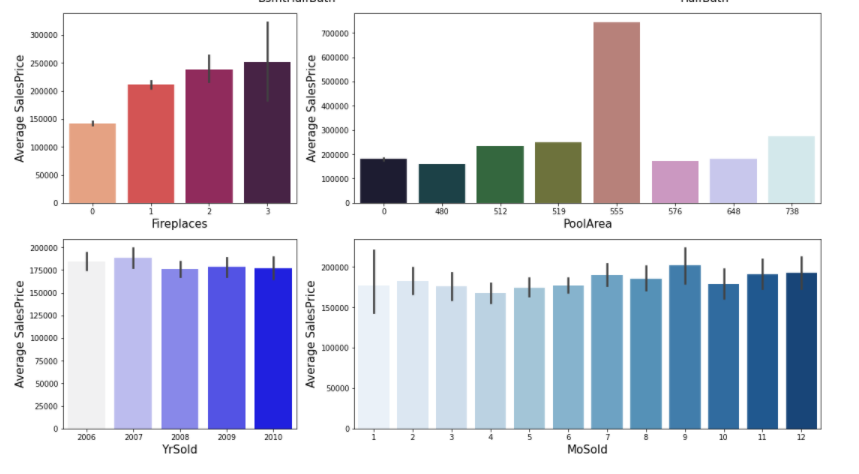 BsmtHalfBath
HalfBath
Average SalesPrice
300000
250000
200000
150000
100000
50000
0
0 1 2 3
Fireplaces
Average SalesPrice
700000
600000
500000
400000
300000
200000
100000
0
0 480 512 519 555 576 648 738
PoolArea
Average SalesPrice
200000
175000
150000
125000
100000
75000
50000
25000
0
2006 2007 2008 2009 2010
YrSold
Average SalesPrice
200000
150000
100000
50000
0
1 2 3 4 5 6 7 8 9 10 11 12
MoSold